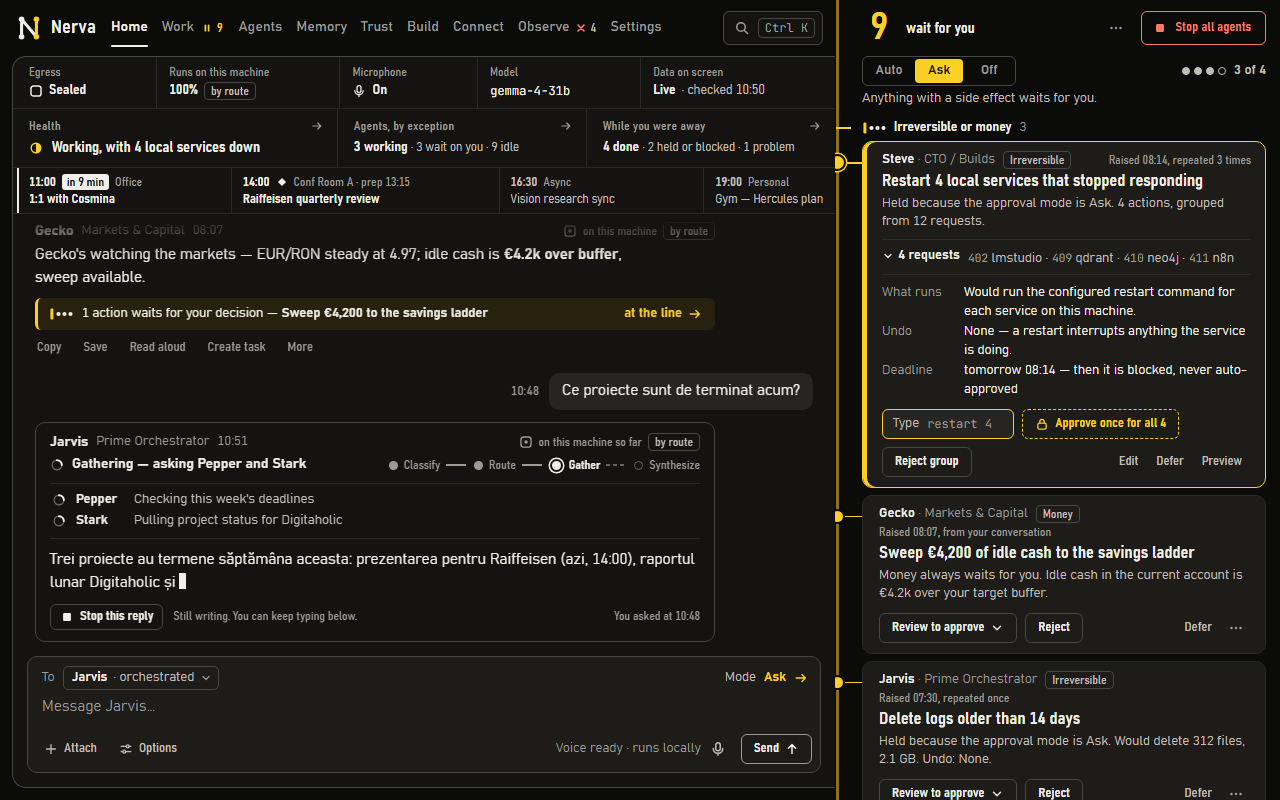 Nerva Home Work 9 Agents Memory Trust Build Connect Observe 4 Settings Ctrl K
Egress
Sealed
Runs on this machine
100% by route
Microphone
On
Model
gemma-4-31b
Data on screen
Live · checked 10:50
Health →
Working, with 4 local services down
Agents, by exception →
3 working · 3 wait on you · 9 idle
While you were away →
4 done · 2 held or blocked · 1 problem
11:00 in 9 min Office
1:1 with Cosmina
14:00 ◆ Conf Room A · prep 13:15
Raiffeisen quarterly review
16:30 Async
Vision research sync
19:00 Personal
Gym — Hercules plan
Gecko Markets & Capital 08:07 on this machine by route
Gecko's watching the markets — EUR/RON steady at 4.97; idle cash is €4.2k over buffer,
sweep available.
1 action waits for your decision — Sweep €4,200 to the savings ladder at the line →
Copy Save Read aloud Create task More
10:48 Ce proiecte sunt de terminat acum?
Jarvis Prime Orchestrator 10:51 on this machine so far by route
Gathering — asking Pepper and Stark Classify Route Gather Synthesize
Pepper Checking this week's deadlines
Stark Pulling project status for Digitaholic
Trei proiecte au termene săptămâna aceasta: prezentarea pentru Raiffeisen (azi, 14:00), raportul
lunar Digitaholic și
Stop this reply Still writing. You can keep typing below. You asked at 10:48
To Jarvis · orchestrated Mode Ask →
Message Jarvis...
Attach Options Voice ready · runs locally Send ↑
9 wait for you ··· Stop all agents
Auto Ask Off 3 of 4
Anything with a side effect waits for you.
Irreversible or money 3
Steve · CTO / Builds Irreversible Raised 08:14, repeated 3 times
Restart 4 local services that stopped responding
Held because the approval mode is Ask. 4 actions, grouped
from 12 requests.
4 requests 402 lmstudio · 409 qdrant · 410 neo4j · 411 n8n
What runs Would run the configured restart command for
each service on this machine.
Undo None — a restart interrupts anything the service
is doing.
Deadline tomorrow 08:14 — then it is blocked, never auto-
approved
Type restart 4 Approve once for all 4
Reject group Edit Defer Preview
Gecko · Markets & Capital Money
Raised 08:07, from your conversation
Sweep €4,200 of idle cash to the savings ladder
Money always waits for you. Idle cash in the current account is
€4.2k over your target buffer.
Review to approve Reject Defer ···
Jarvis · Prime Orchestrator Irreversible
Raised 07:30, repeated once
Delete logs older than 14 days
Held because the approval mode is Ask. Would delete 312 files,
2.1 GB. Undo: None.
Review to approve Reject Defer ···